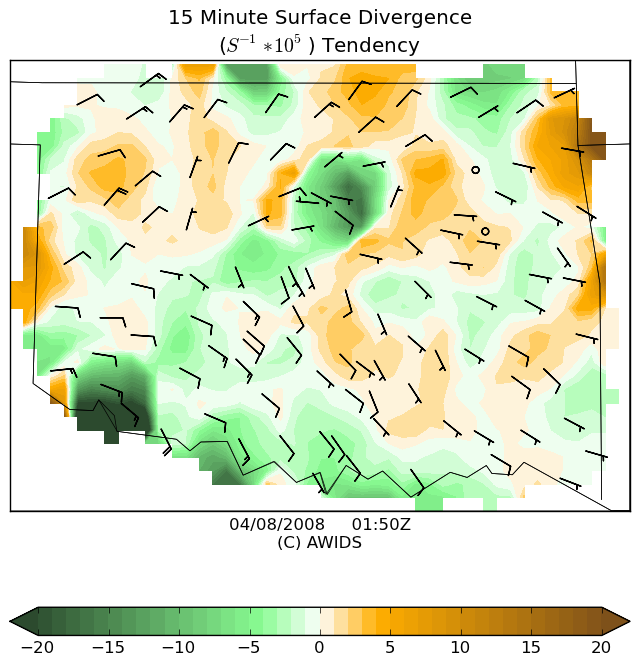 15 Minute Surface Divergence
(S⁻¹ * 10⁵ ) Tendency
04/08/2008 01:50Z
(C) AWIDS
−20 −15 −10 −5 0 5 10 15 20